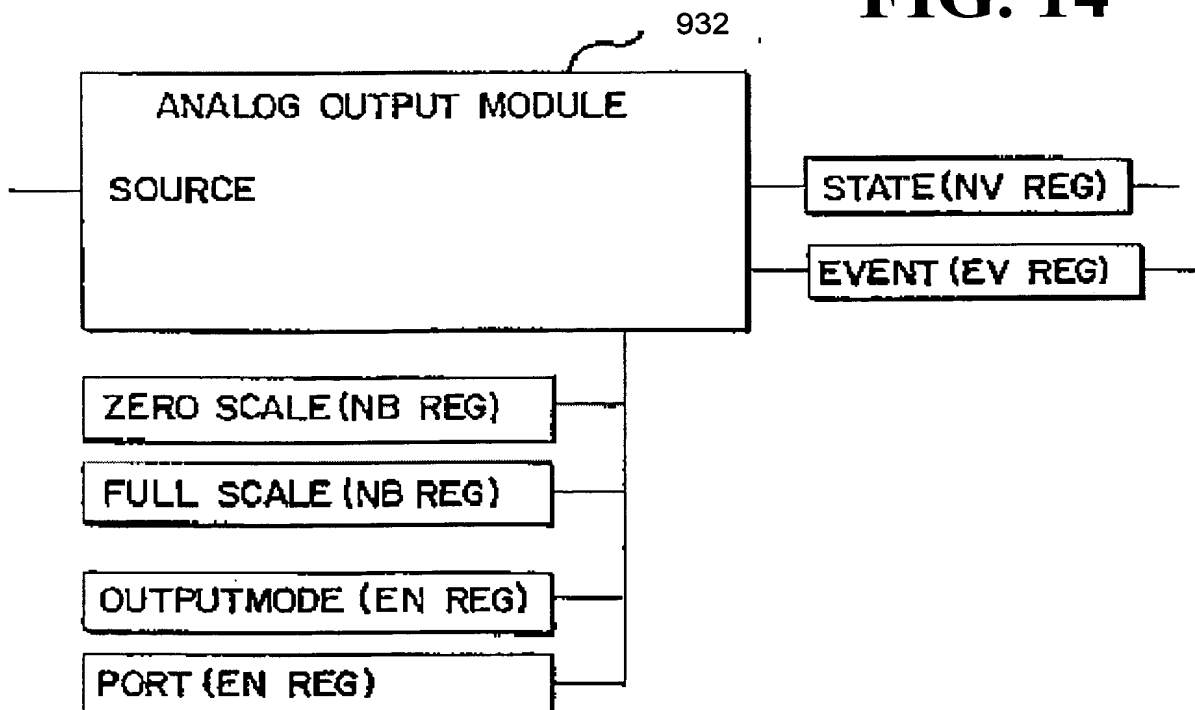 FIG. 14
932
ANALOG OUTPUT MODULE
SOURCE
STATE (NV REG)
EVENT (EV REG)
ZERO SCALE (NB REG)
FULL SCALE (NB REG)
OUTPUTMODE (EN REG)
PORT (EN REG)